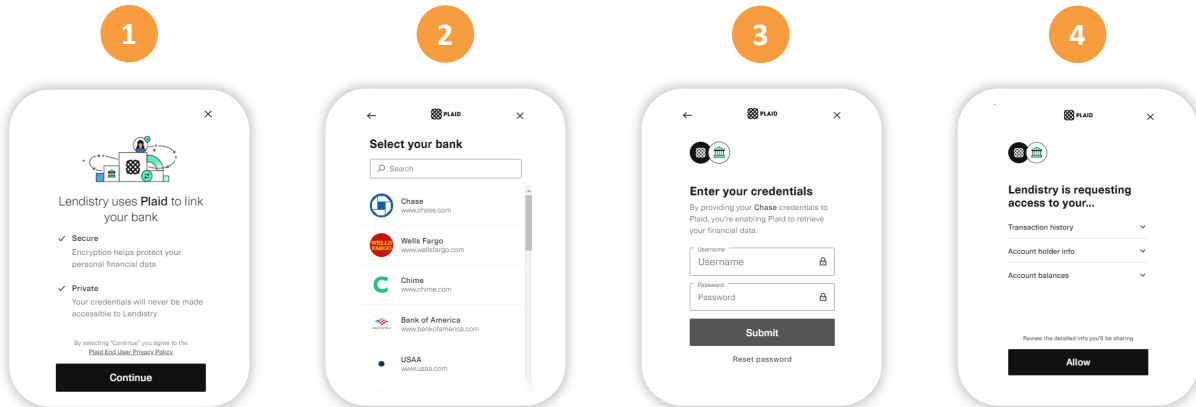 1
2
3
4
Lendistry uses Plaid to link
your bank
Secure
Encryption helps protect your
personal financial data
Private
Your credentials will never be made
accessible to Lendistry
By selecting "Continue" you agree to the
Plaid End User Privacy Policy
Continue
PLAID
Select your bank
Search
Chase
www.chase.com
WELLS
FARGO
Wells Fargo
www.wellsfargo.com
Chime
www.chime.com
Bank of America
www.bankofamerica.com
USAA
www.usaa.com
PLAID
Enter your credentials
By providing your Chase credentials to
Plaid, you're enabling Plaid to retrieve
your financial data.
Username
Username
Password
Password
Submit
Reset password
PLAID
Lendistry is requesting
access to your...
Transaction history
Account holder info
Account balances
Review the detailed info you'll be sharing
Allow